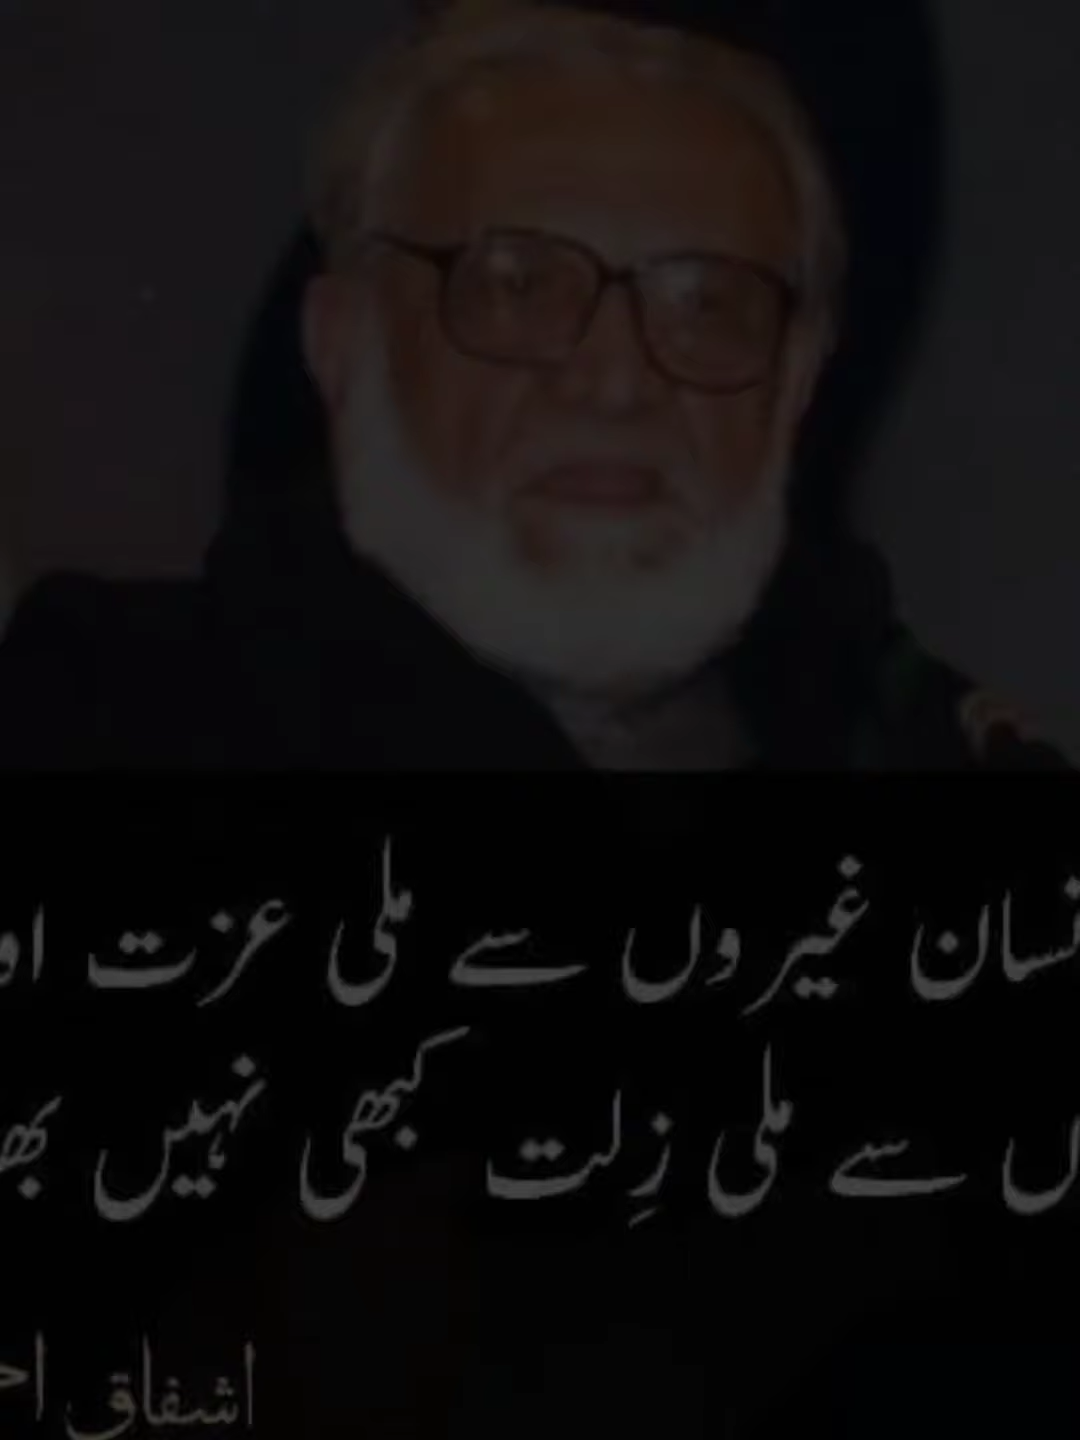 نسان غیروں سے ملی عزت او
ں سے ملی زِلت کبھی نہیں بھ
اشفاق اح